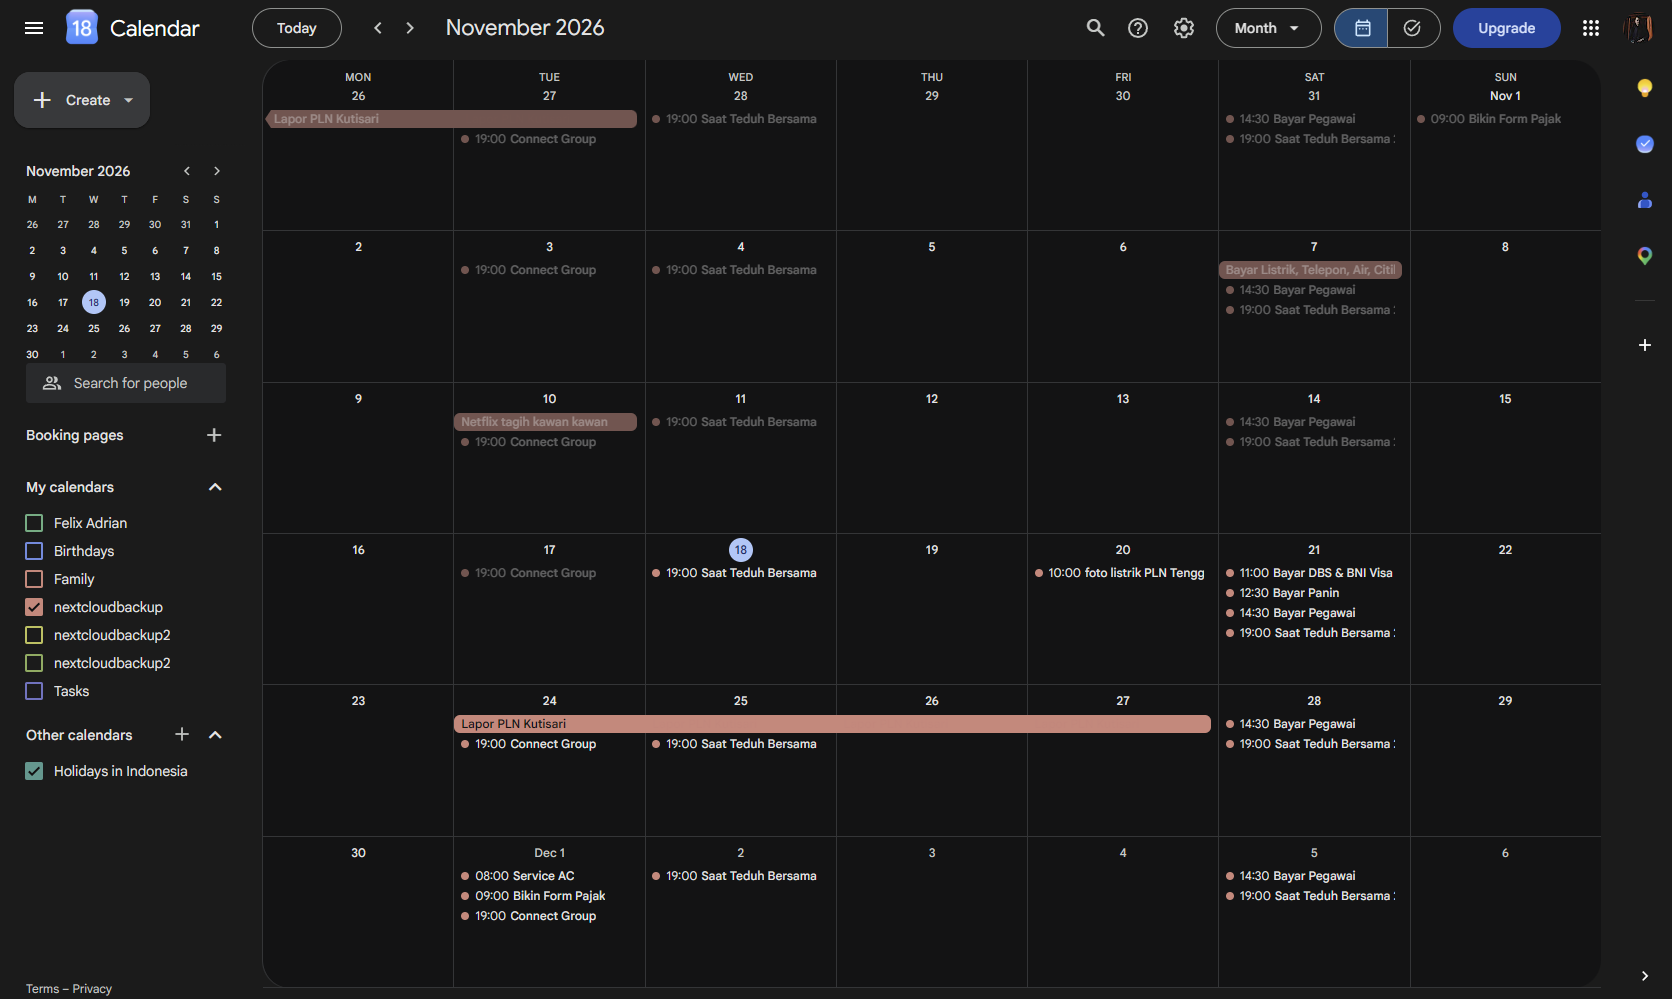 18 Calendar Today November 2026 Month Upgrade
Create
November 2026
M T W T F S S
26 27 28 29 30 31 1
2 3 4 5 6 7 8
9 10 11 12 13 14 15
16 17 18 19 20 21 22
23 24 25 26 27 28 29
30 1 2 3 4 5 6
Search for people
Booking pages
My calendars
Felix Adrian
Birthdays
Family
nextcloudbackup
nextcloudbackup2
nextcloudbackup2
Tasks
Other calendars
Holidays in Indonesia
Terms – Privacy
MON TUE WED THU FRI SAT SUN
26 27 28 29 30 31 Nov 1
Lapor PLN Kutisari
19:00 Connect Group
19:00 Saat Teduh Bersama
14:30 Bayar Pegawai
19:00 Saat Teduh Bersama
09:00 Bikin Form Pajak
2 3 4 5 6 7 8
19:00 Connect Group
19:00 Saat Teduh Bersama
Bayar Listrik, Telepon, Air, Citi
14:30 Bayar Pegawai
19:00 Saat Teduh Bersama
9 10 11 12 13 14 15
Netflix tagih kawan kawan
19:00 Connect Group
19:00 Saat Teduh Bersama
14:30 Bayar Pegawai
19:00 Saat Teduh Bersama
16 17 18 19 20 21 22
19:00 Connect Group
19:00 Saat Teduh Bersama
10:00 foto listrik PLN Tengg
11:00 Bayar DBS & BNI Visa
12:30 Bayar Panin
14:30 Bayar Pegawai
19:00 Saat Teduh Bersama
23 24 25 26 27 28 29
Lapor PLN Kutisari
19:00 Connect Group
19:00 Saat Teduh Bersama
14:30 Bayar Pegawai
19:00 Saat Teduh Bersama
30 Dec 1 2 3 4 5 6
08:00 Service AC
09:00 Bikin Form Pajak
19:00 Connect Group
19:00 Saat Teduh Bersama
14:30 Bayar Pegawai
19:00 Saat Teduh Bersama